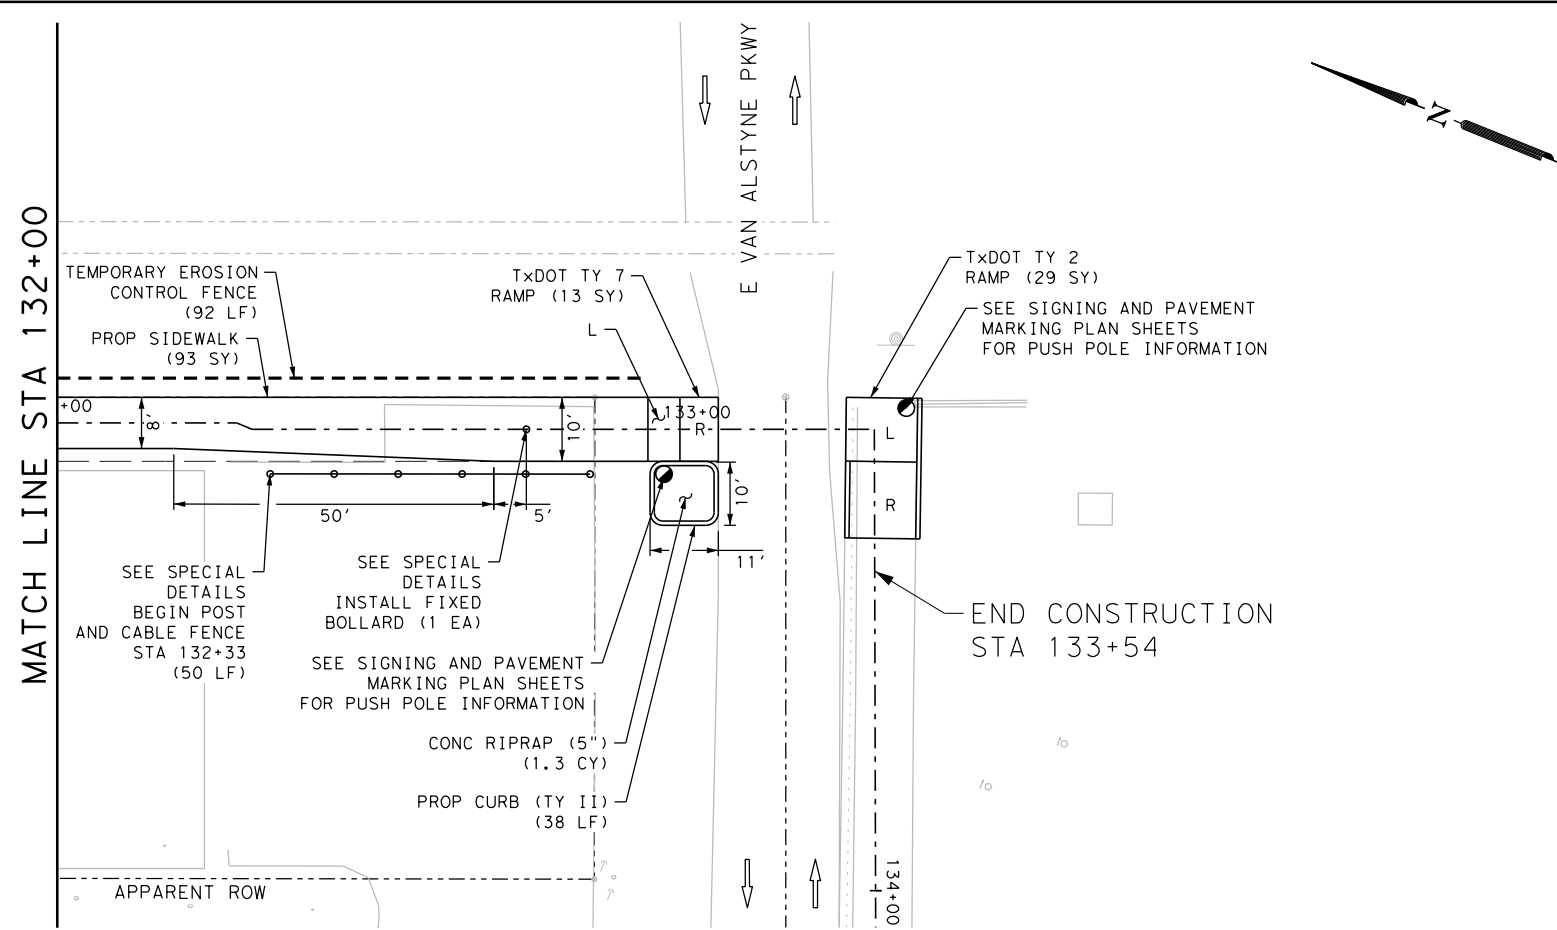 MATCH LINE STA 132+00
E VAN ALSTYNE PKWY
N
TEMPORARY EROSION
CONTROL FENCE
(92 LF)
PROP SIDEWALK
(93 SY)
TxDOT TY 7
RAMP (13 SY)
L
TxDOT TY 2
RAMP (29 SY)
SEE SIGNING AND PAVEMENT
MARKING PLAN SHEETS
FOR PUSH POLE INFORMATION
+00
8'
10'
133+00
R
L
R
10'
11'
50'
5'
SEE SPECIAL
DETAILS
BEGIN POST
AND CABLE FENCE
STA 132+33
(50 LF)
SEE SPECIAL
DETAILS
INSTALL FIXED
BOLLARD (1 EA)
END CONSTRUCTION
STA 133+54
SEE SIGNING AND PAVEMENT
MARKING PLAN SHEETS
FOR PUSH POLE INFORMATION
CONC RIPRAP (5")
(1.3 CY)
PROP CURB (TY II)
(38 LF)
APPARENT ROW
134+00